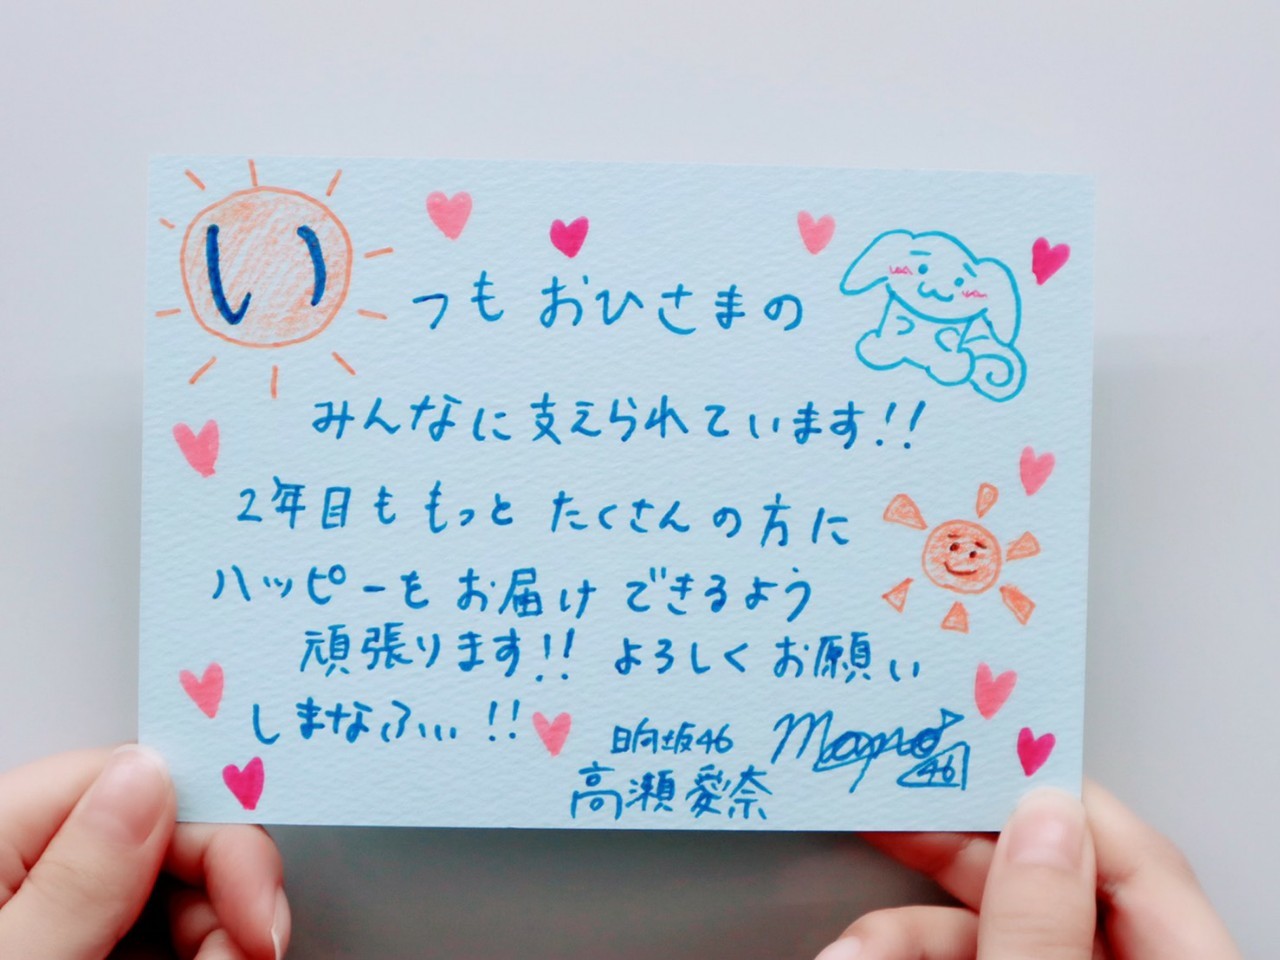 いつもおひさまの
みんなに支えられています!!
2年目ももっとたくさんの方に
ハッピーをお届けできるよう
頑張ります!!よろしくお願い
しまなふぃ!!
日向坂46
高瀬愛奈
Mana
46